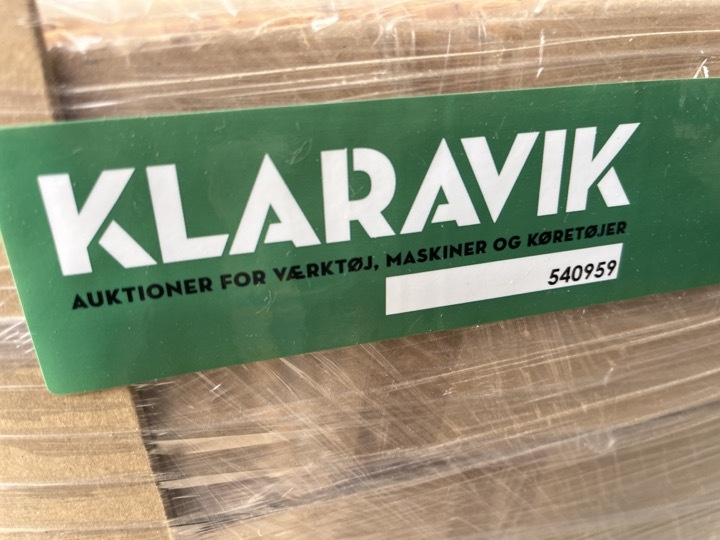 KLARAVIK
AUKTIONER FOR VÆRKTØJ, MASKINER OG KØRETØJER
540959